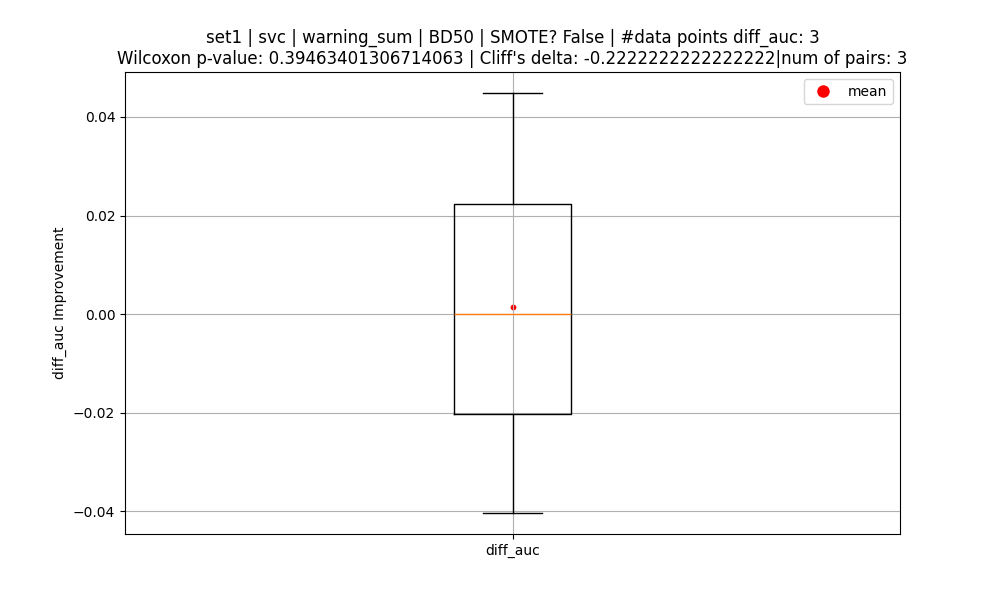 set1 | svc | warning_sum | BD50 | SMOTE? False | #data points diff_auc: 3
Wilcoxon p-value: 0.39463401306714063 | Cliff's delta: -0.2222222222222222|num of pairs: 3
mean
diff_auc Improvement
0.04
0.02
0.00
−0.02
−0.04
diff_auc